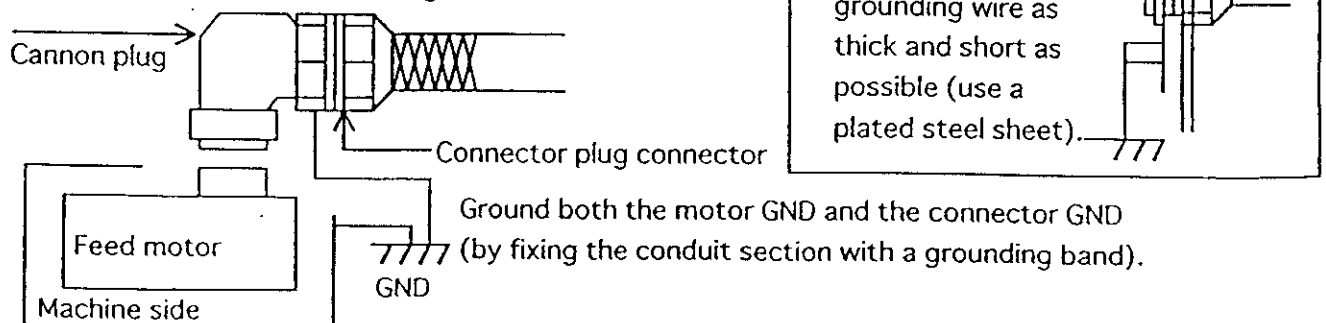 grounding wire as
thick and short as
possible (use a
plated steel sheet).
Cannon plug
Connector plug connector
Ground both the motor GND and the connector GND
(by fixing the conduit section with a grounding band).
GND
Feed motor
Machine side